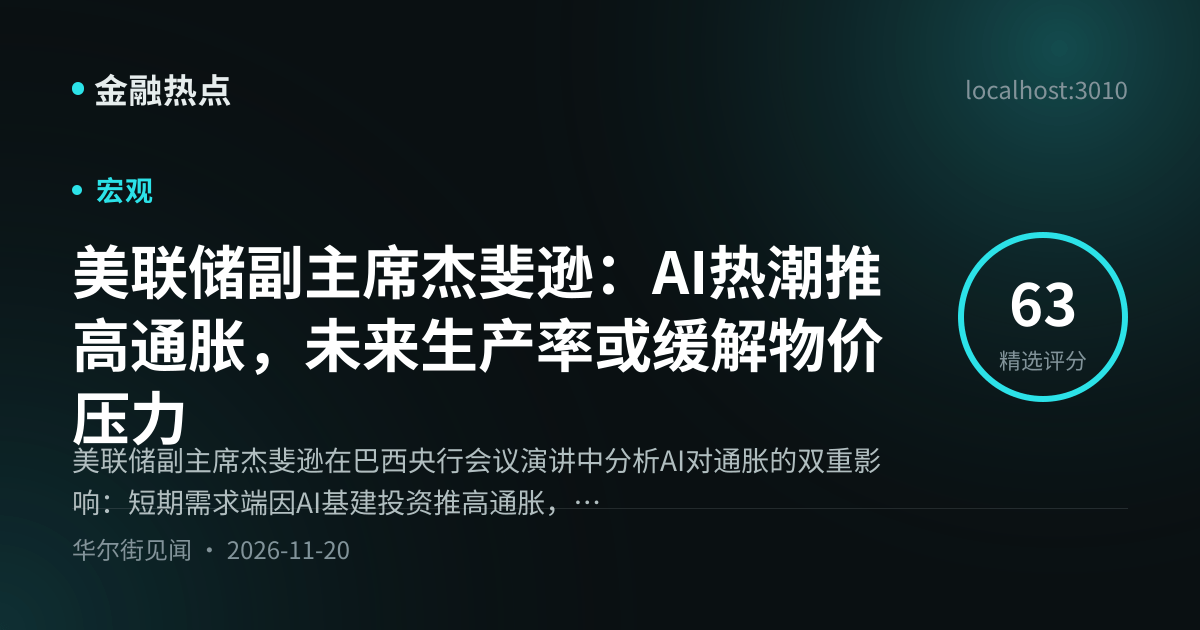 金融热点
localhost:3010
宏观
美联储副主席杰斐逊：AI热潮推
高通胀，未来生产率或缓解物价
压力
63
精选评分
美联储副主席杰斐逊在巴西央行会议演讲中分析AI对通胀的双重影
响：短期需求端因AI基建投资推高通胀，…
华尔街见闻 · 2026-11-20